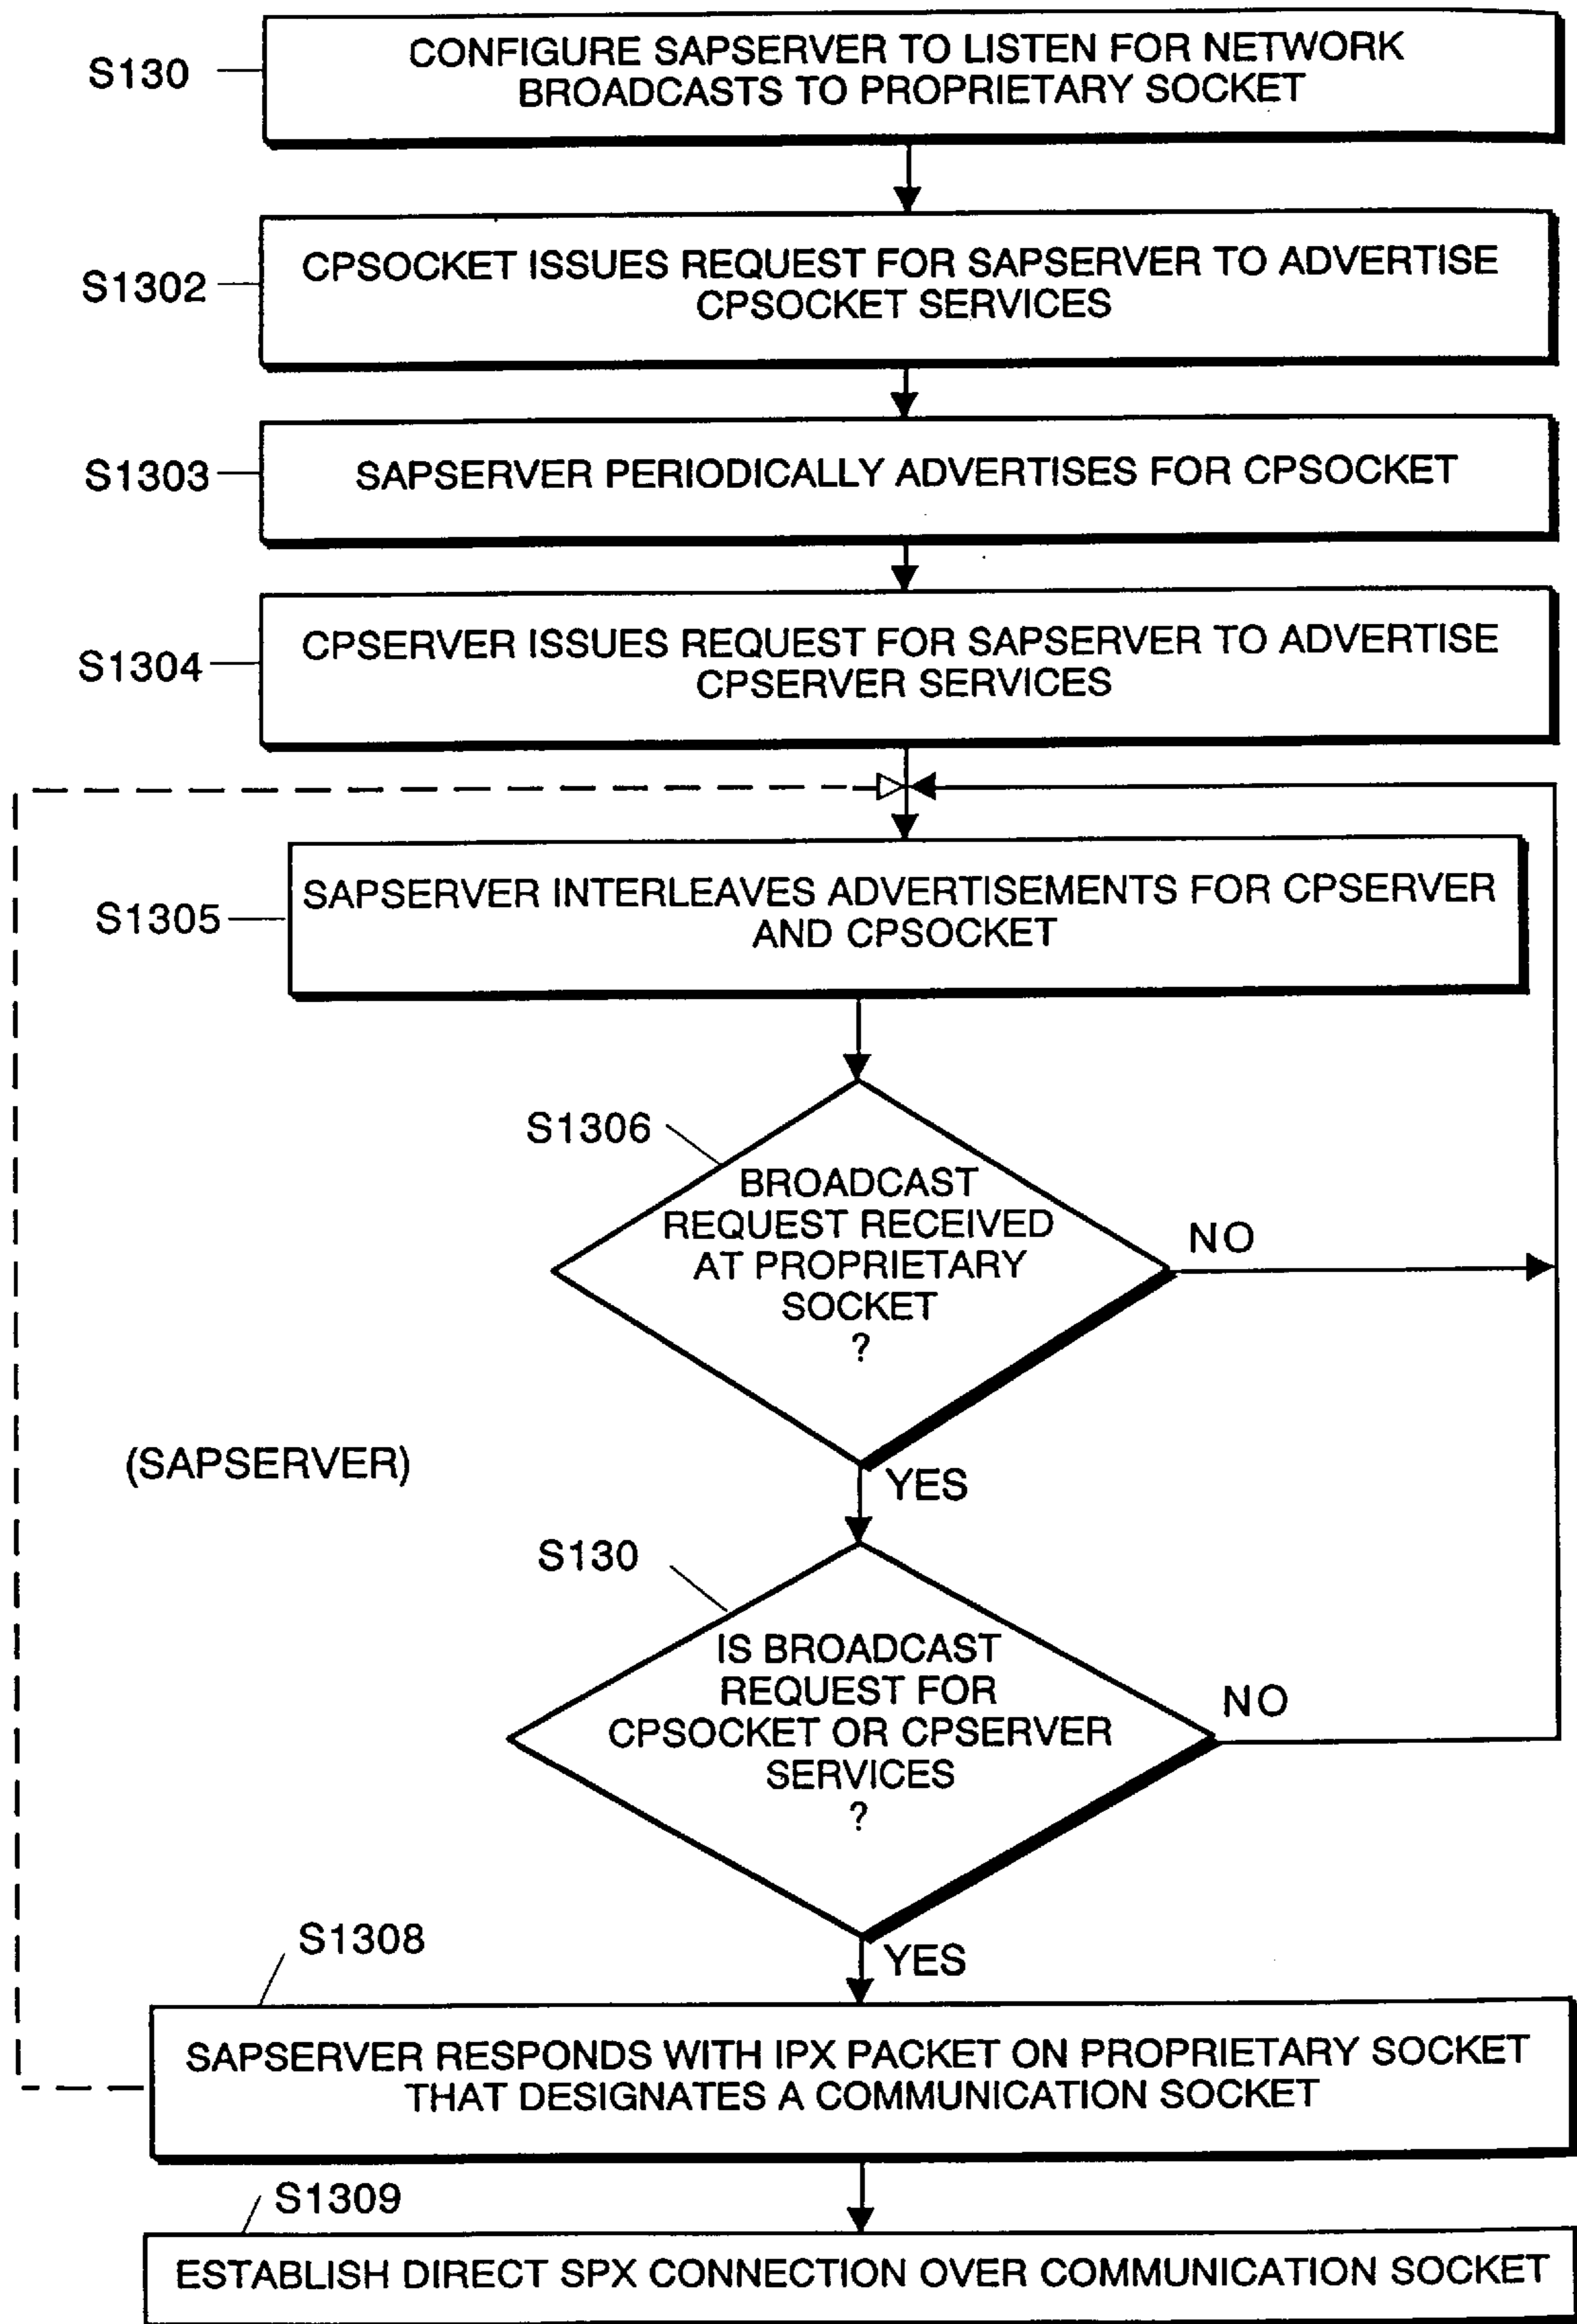 S130
CONFIGURE SAPSERVER TO LISTEN FOR NETWORK
BROADCASTS TO PROPRIETARY SOCKET
S1302
CPSOCKET ISSUES REQUEST FOR SAPSERVER TO ADVERTISE
CPSOCKET SERVICES
S1303
SAPSERVER PERIODICALLY ADVERTISES FOR CPSOCKET
S1304
CPSERVER ISSUES REQUEST FOR SAPSERVER TO ADVERTISE
CPSERVER SERVICES
S1305
SAPSERVER INTERLEAVES ADVERTISEMENTS FOR CPSERVER
AND CPSOCKET
S1306
BROADCAST
REQUEST RECEIVED
AT PROPRIETARY
SOCKET
?
NO
YES
(SAPSERVER)
S130
IS BROADCAST
REQUEST FOR
CPSOCKET OR CPSERVER
SERVICES
?
NO
YES
S1308
SAPSERVER RESPONDS WITH IPX PACKET ON PROPRIETARY SOCKET
THAT DESIGNATES A COMMUNICATION SOCKET
S1309
ESTABLISH DIRECT SPX CONNECTION OVER COMMUNICATION SOCKET